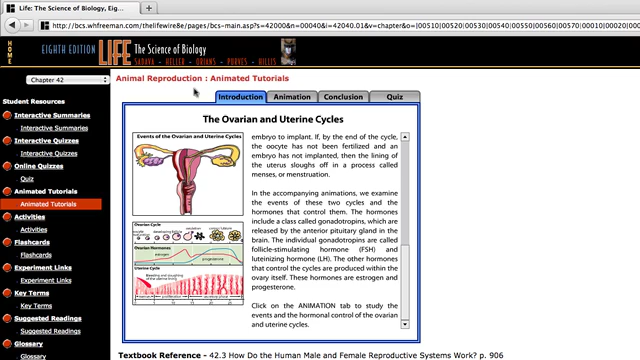 Life: The Science of Biology, Eig...
http://bcs.whfreeman.com/thelifewire8e/pages/bcs-main.asp?s=42000&n=00040&i=42040.01&v=chapter&o=|00510|00520|00530|00540|00550|00560|00570|00010|00020|
HOME
EIGHTH EDITION LIFE The Science of Biology
SADAVA · HELLER · ORIANS · PURVES · HILLIS
Chapter 42
Animal Reproduction : Animated Tutorials
Student Resources
Interactive Summaries
Interactive Summaries
Interactive Quizzes
Interactive Quizzes
Online Quizzes
Quiz
Animated Tutorials
Animated Tutorials
Activities
Activities
Flashcards
Flashcards
Experiment Links
Experiment Links
Key Terms
Key Terms
Suggested Readings
Suggested Readings
Glossary
Glossary
Introduction
Animation
Conclusion
Quiz
The Ovarian and Uterine Cycles
Events of the Ovarian and Uterine Cycles
Ovarian Cycle
Ovarian Hormones
Uterine Cycle
embryo to implant. If, by the end of the cycle,
the oocyte has not been fertilized and an
embryo has not implanted, then the lining of
the uterus sloughs off in a process called
menses, or menstruation.
In the accompanying animations, we examine
the events of these two cycles and the
hormones that control them. The hormones
include a class called gonadotropins, which are
released by the anterior pituitary gland in the
brain. The individual gonadotropins are called
follicle-stimulating hormone (FSH) and
luteinizing hormone (LH). The other hormones
that control the cycles are produced within the
ovary itself. These hormones are estrogen and
progesterone.
Click on the ANIMATION tab to study the
events and the hormonal control of the ovarian
and uterine cycles.
Textbook Reference - 42.3 How Do the Human Male and Female Reproductive Systems Work? p. 906